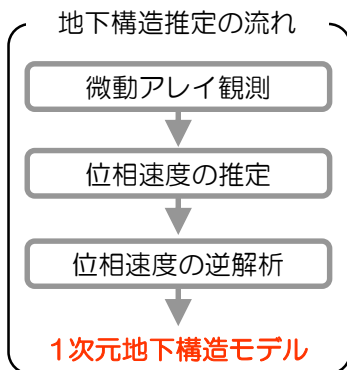 地下構造推定の流れ
微動アレイ観測
位相速度の推定
位相速度の逆解析
1次元地下構造モデル